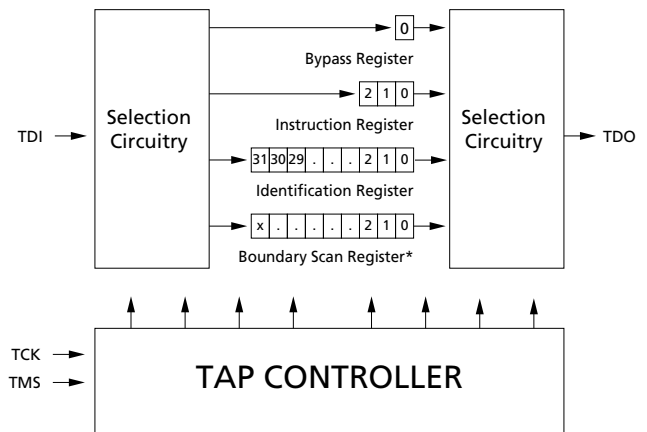 0
Bypass Register
2 1 0
Instruction Register
Selection
Circuitry
Selection
Circuitry
TDI
TDO
31 30 29 . . . 2 1 0
Identification Register
x . . . . . 2 1 0
Boundary Scan Register*
TCK
TMS
TAP CONTROLLER